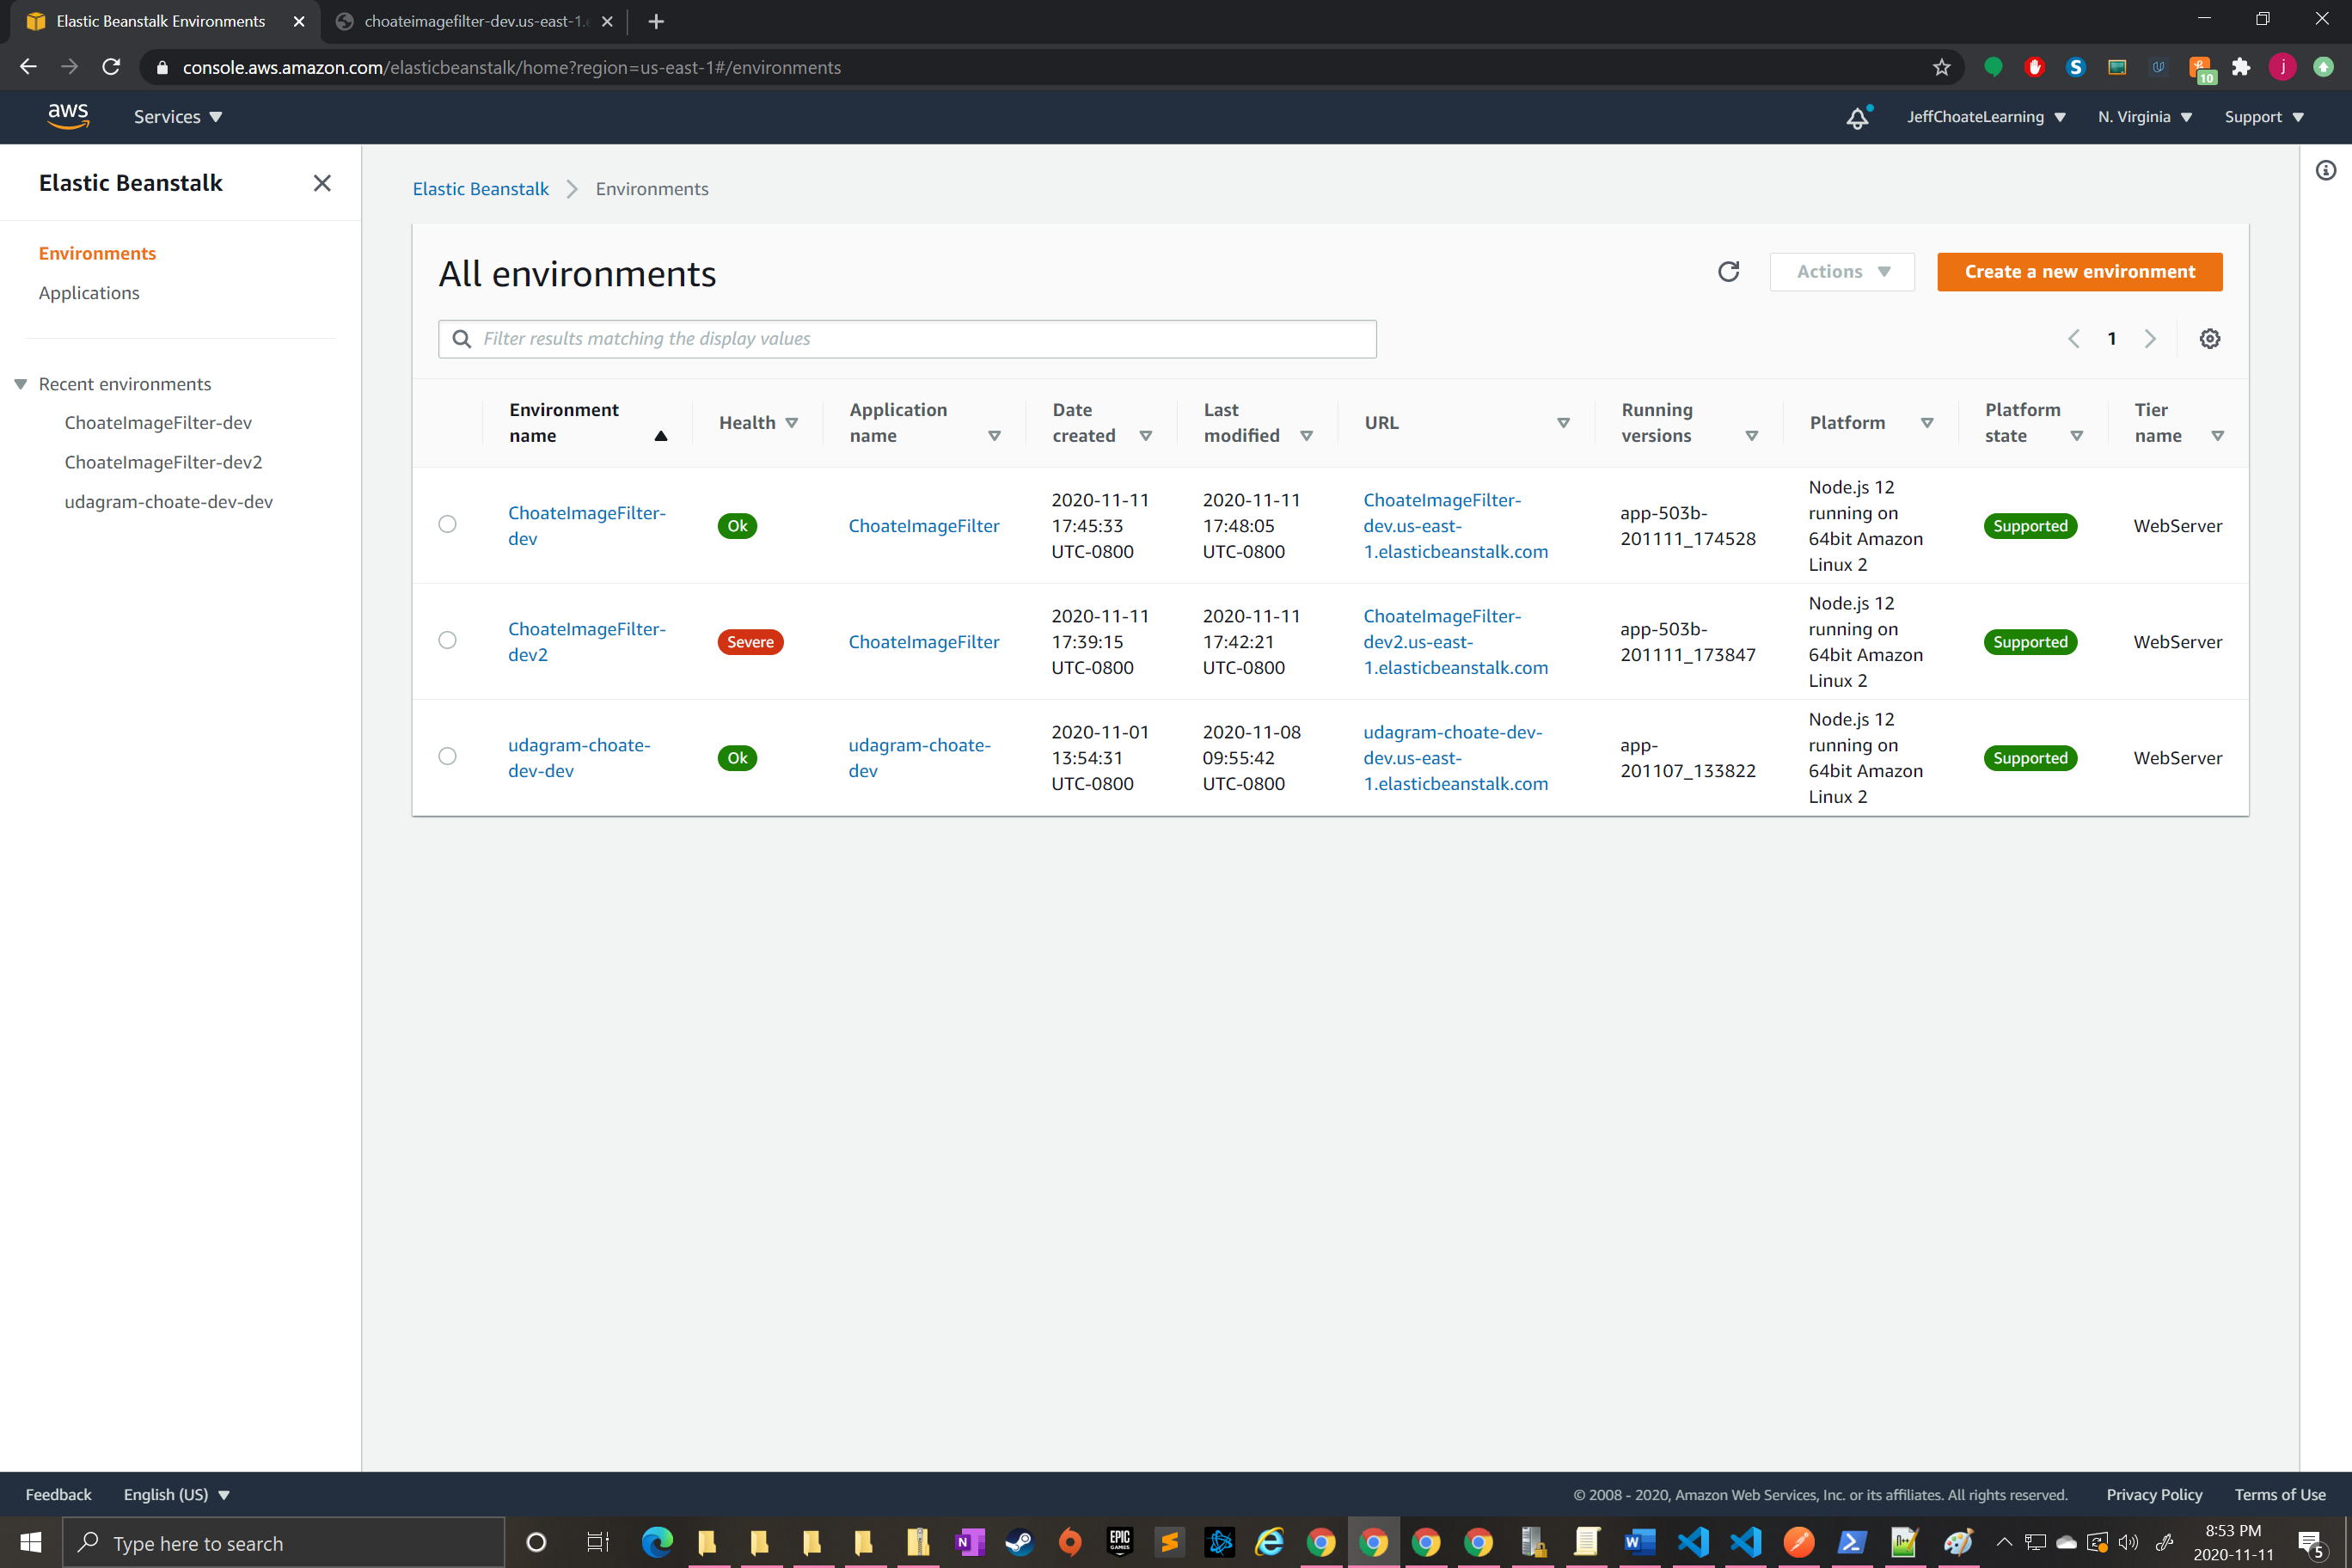 Elastic Beanstalk Environments
choateimagefilter-dev.us-east-1.e
console.aws.amazon.com/elasticbeanstalk/home?region=us-east-1#/environments
10
j
aws
Services
JeffChoateLearning
N. Virginia
Support
Elastic Beanstalk
Environments
Applications
Recent environments
ChoateImageFilter-dev
ChoateImageFilter-dev2
udagram-choate-dev-dev
Elastic Beanstalk
Environments
All environments
Actions
Create a new environment
Filter results matching the display values
1
Environment name
Health
Application name
Date created
Last modified
URL
Running versions
Platform
Platform state
Tier name
ChoateImageFilter-
dev
Ok
ChoateImageFilter
2020-11-11
17:45:33
UTC-0800
2020-11-11
17:48:05
UTC-0800
ChoateImageFilter-
dev.us-east-
1.elasticbeanstalk.com
app-503b-
201111_174528
Node.js 12
running on
64bit Amazon
Linux 2
Supported
WebServer
ChoateImageFilter-
dev2
Severe
ChoateImageFilter
2020-11-11
17:39:15
UTC-0800
2020-11-11
17:42:21
UTC-0800
ChoateImageFilter-
dev2.us-east-
1.elasticbeanstalk.com
app-503b-
201111_173847
Node.js 12
running on
64bit Amazon
Linux 2
Supported
WebServer
udagram-choate-
dev-dev
Ok
udagram-choate-
dev
2020-11-01
13:54:31
UTC-0800
2020-11-08
09:55:42
UTC-0800
udagram-choate-dev-
dev.us-east-
1.elasticbeanstalk.com
app-
201107_133822
Node.js 12
running on
64bit Amazon
Linux 2
Supported
WebServer
Feedback
English (US)
© 2008 - 2020, Amazon Web Services, Inc. or its affiliates. All rights reserved.
Privacy Policy
Terms of Use
Type here to search
EPIC
GAMES
8:53 PM
2020-11-11
5